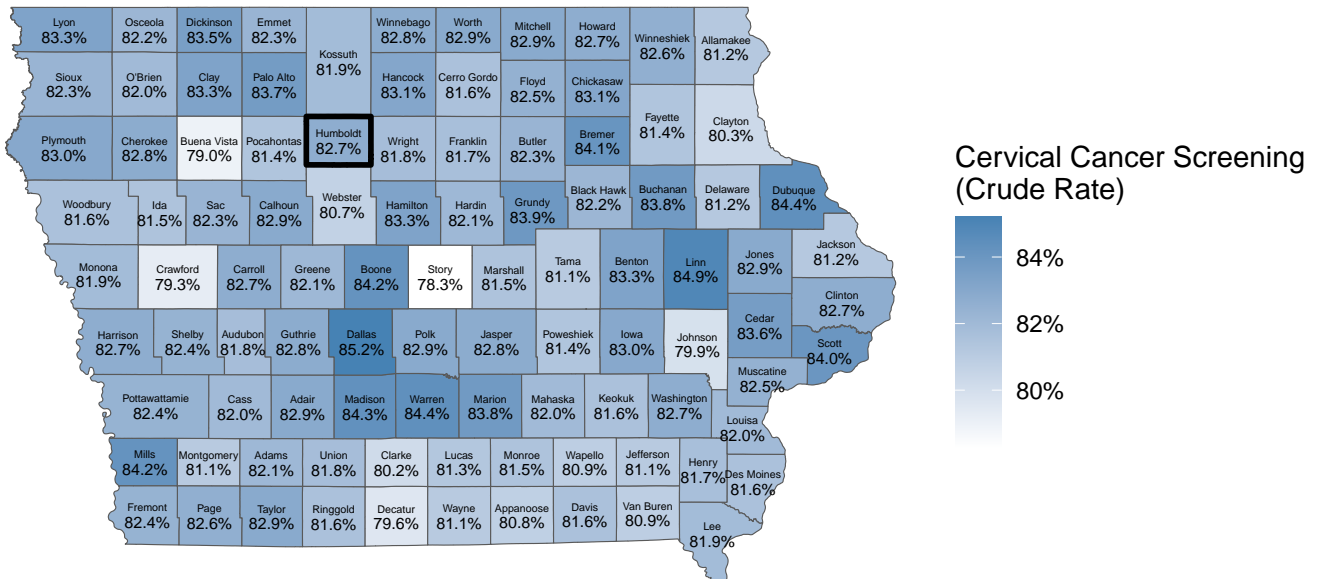 Lyon
83.3%
Osceola
82.2%
Dickinson
83.5%
Emmet
82.3%
Kossuth
81.9%
Winnebago
82.8%
Worth
82.9%
Mitchell
82.9%
Howard
82.7%
Winneshiek
82.6%
Allamakee
81.2%
Sioux
82.3%
O'Brien
82.0%
Clay
83.3%
Palo Alto
83.7%
Hancock
83.1%
Cerro Gordo
81.6%
Floyd
82.5%
Chickasaw
83.1%
Fayette
81.4%
Clayton
80.3%
Plymouth
83.0%
Cherokee
82.8%
Buena Vista
79.0%
Pocahontas
81.4%
Humboldt
82.7%
Wright
81.8%
Franklin
81.7%
Butler
82.3%
Bremer
84.1%
Woodbury
81.6%
Ida
81.5%
Sac
82.3%
Calhoun
82.9%
Webster
80.7%
Hamilton
83.3%
Hardin
82.1%
Grundy
83.9%
Black Hawk
82.2%
Buchanan
83.8%
Delaware
81.2%
Dubuque
84.4%
Monona
81.9%
Crawford
79.3%
Carroll
82.7%
Greene
82.1%
Boone
84.2%
Story
78.3%
Marshall
81.5%
Tama
81.1%
Benton
83.3%
Linn
84.9%
Jones
82.9%
Jackson
81.2%
Clinton
82.7%
Harrison
82.7%
Shelby
82.4%
Audubon
81.8%
Guthrie
82.8%
Dallas
85.2%
Polk
82.9%
Jasper
82.8%
Poweshiek
81.4%
Iowa
83.0%
Johnson
79.9%
Cedar
83.6%
Scott
84.0%
Muscatine
82.5%
Pottawattamie
82.4%
Cass
82.0%
Adair
82.9%
Madison
84.3%
Warren
84.4%
Marion
83.8%
Mahaska
82.0%
Keokuk
81.6%
Washington
82.7%
Louisa
82.0%
Mills
84.2%
Montgomery
81.1%
Adams
82.1%
Union
81.8%
Clarke
80.2%
Lucas
81.3%
Monroe
81.5%
Wapello
80.9%
Jefferson
81.1%
Henry
81.7%
Des Moines
81.6%
Fremont
82.4%
Page
82.6%
Taylor
82.9%
Ringgold
81.6%
Decatur
79.6%
Wayne
81.1%
Appanoose
80.8%
Davis
81.6%
Van Buren
80.9%
Lee
81.9%
Cervical Cancer Screening
(Crude Rate)
84%
82%
80%